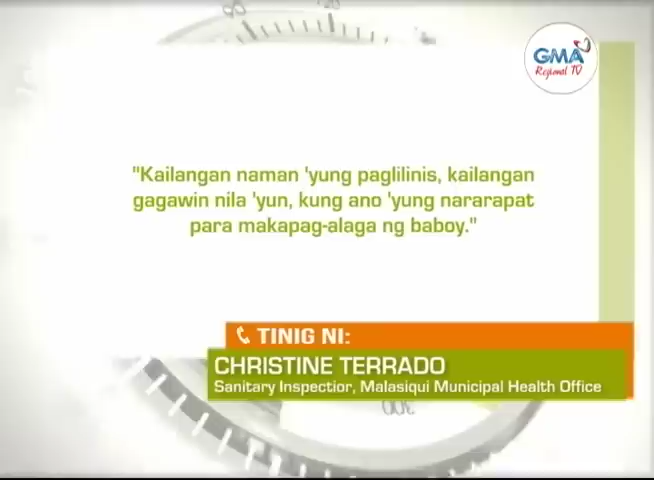 GMA
Regional TV
"Kailangan naman 'yung paglilinis, kailangan
gagawin nila 'yun, kung ano 'yung nararapat
para makapag-alaga ng baboy."
TINIG NI:
CHRISTINE TERRADO
Sanitary Inspectior, Malasiqui Municipal Health Office
300